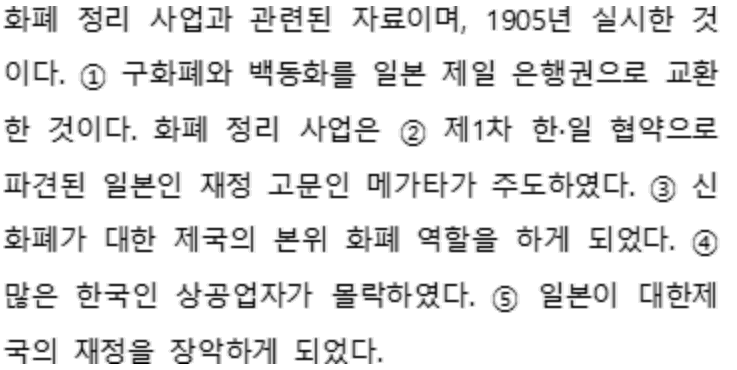 화폐 정리 사업과 관련된 자료이며, 1905년 실시한 것
이다. ① 구화폐와 백동화를 일본 제일 은행권으로 교환
한 것이다. 화폐 정리 사업은 ② 제1차 한·일 협약으로
파견된 일본인 재정 고문인 메가타가 주도하였다. ③ 신
화폐가 대한 제국의 본위 화폐 역할을 하게 되었다. ④
많은 한국인 상공업자가 몰락하였다. ⑤ 일본이 대한제
국의 재정을 장악하게 되었다.